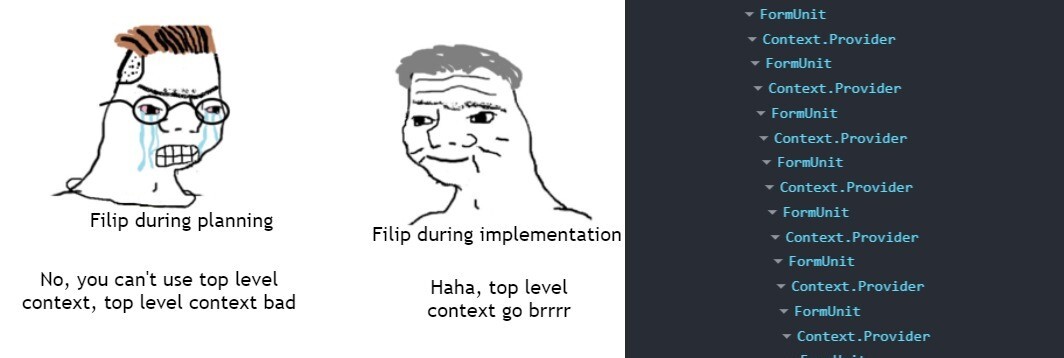 Filip during planning
No, you can't use top level
context, top level context bad
Filip during implementation
Haha, top level
context go brrrr
FormUnit
Context.Provider
FormUnit
Context.Provider
FormUnit
Context.Provider
FormUnit
Context.Provider
FormUnit
Context.Provider
FormUnit
Context.Provider
FormUnit
Context.Provider